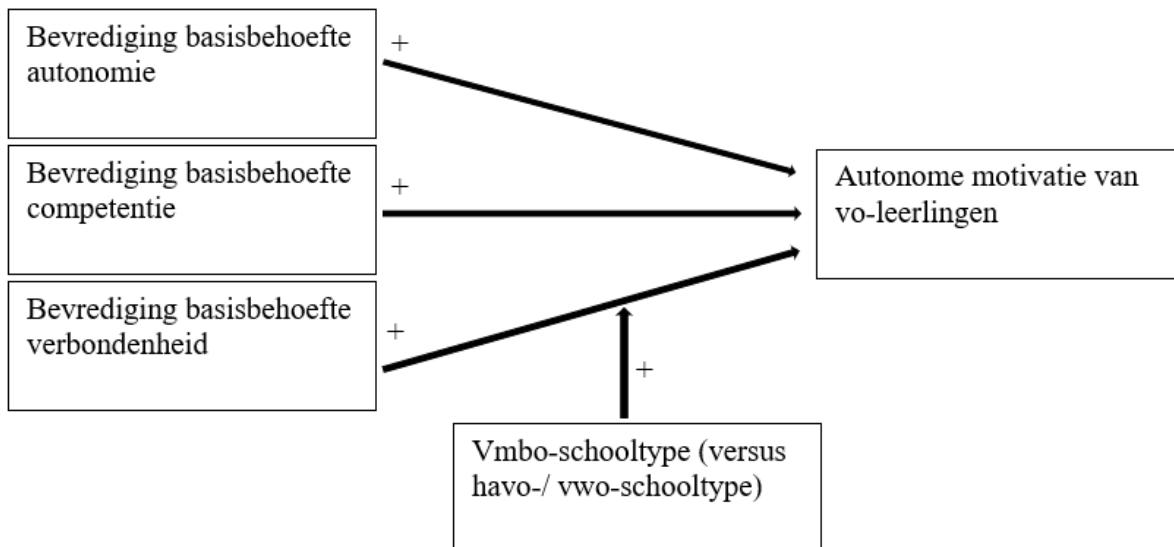 Bevrediging basisbehoefte
autonomie
+
Bevrediging basisbehoefte
competentie
+
Autonome motivatie van
vo-leerlingen
Bevrediging basisbehoefte
verbondenheid
+
+
Vmbo-schooltype (versus
havo-/ vwo-schooltype)